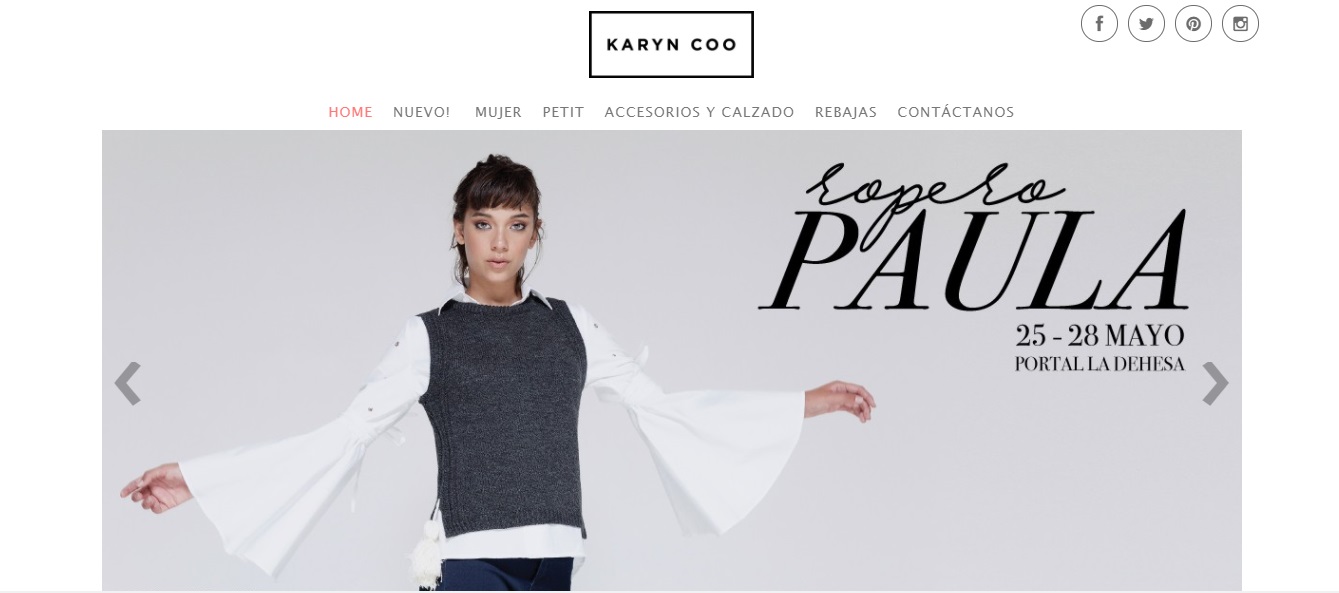 KARYN COO
HOME NUEVO! MUJER PETIT ACCESORIOS Y CALZADO REBAJAS CONTÁCTANOS
ropero
PAULA
25 - 28 MAYO
PORTAL LA DEHESA